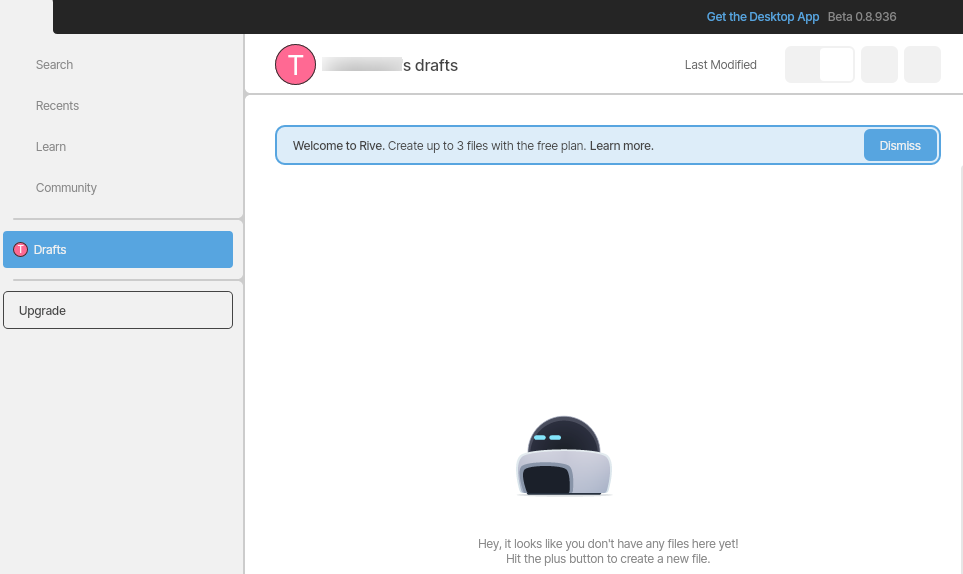 Get the Desktop App Beta 0.8.936
Search
Recents
Learn
Community
T Drafts
Upgrade
T s drafts
Last Modified
Welcome to Rive. Create up to 3 files with the free plan. Learn more.
Dismiss
Hey, it looks like you don't have any files here yet!
Hit the plus button to create a new file.